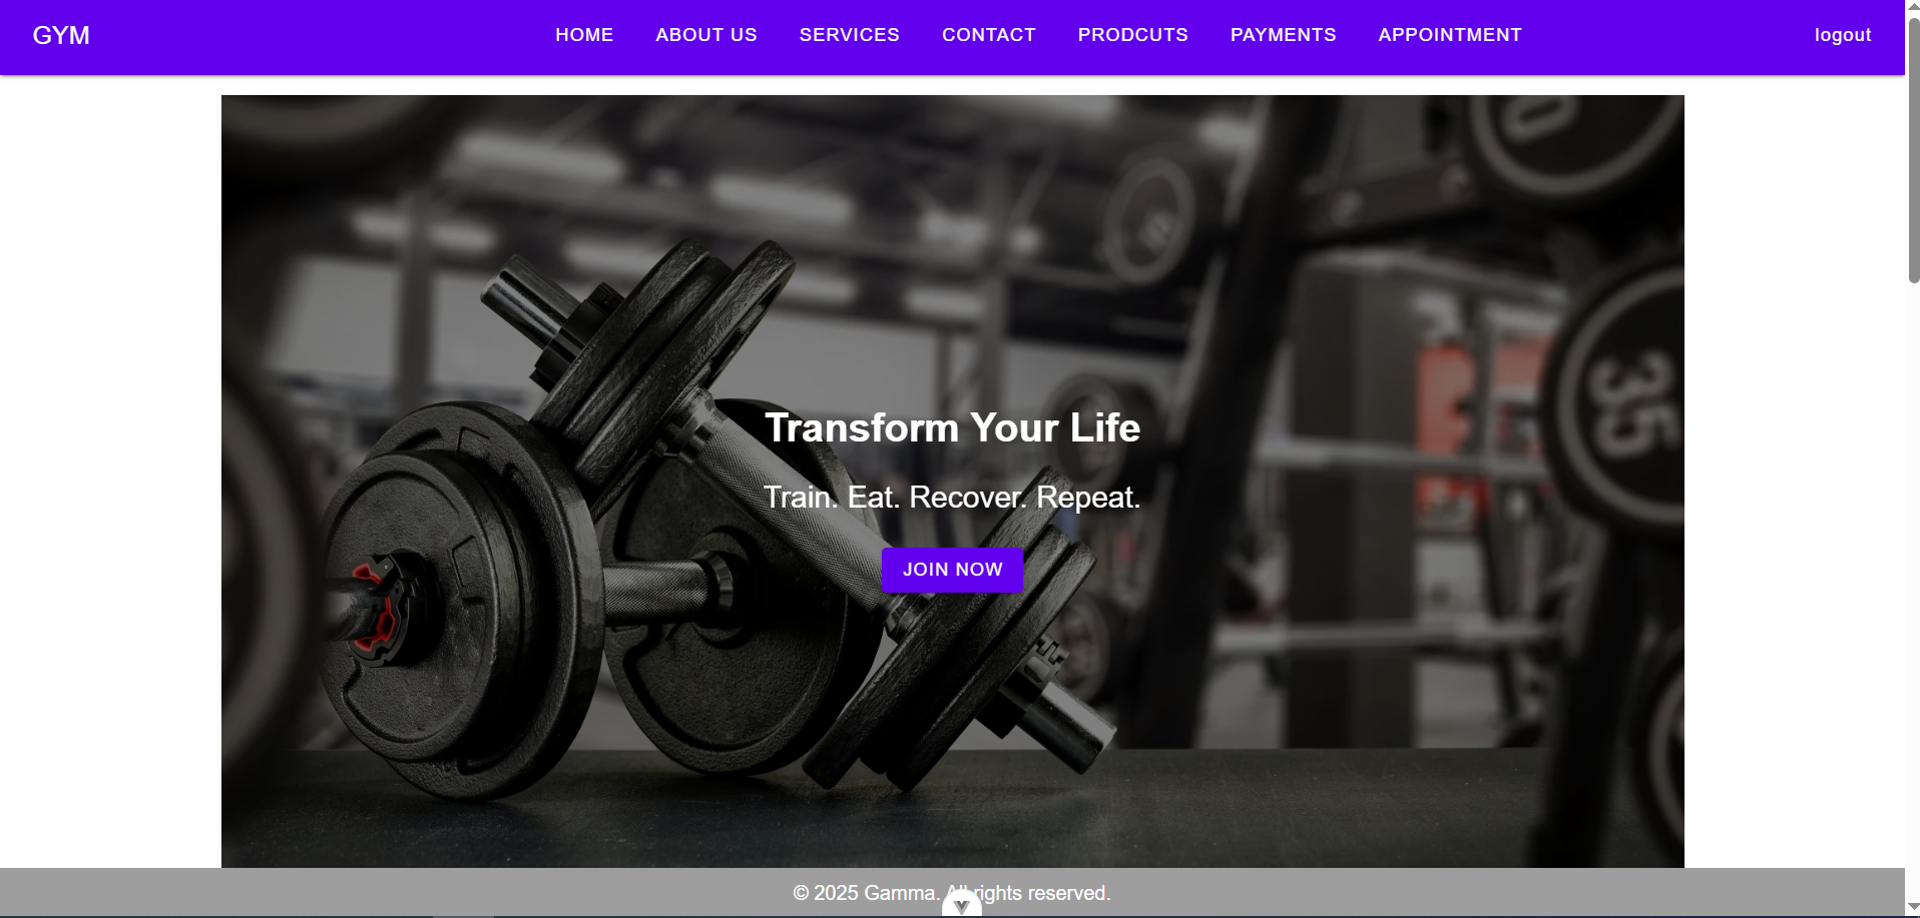 GYM HOME ABOUT US SERVICES CONTACT PRODCUTS PAYMENTS APPOINTMENT logout
0
35
Transform Your Life
Train. Eat. Recover. Repeat.
JOIN NOW
© 2025 Gamma. All rights reserved.